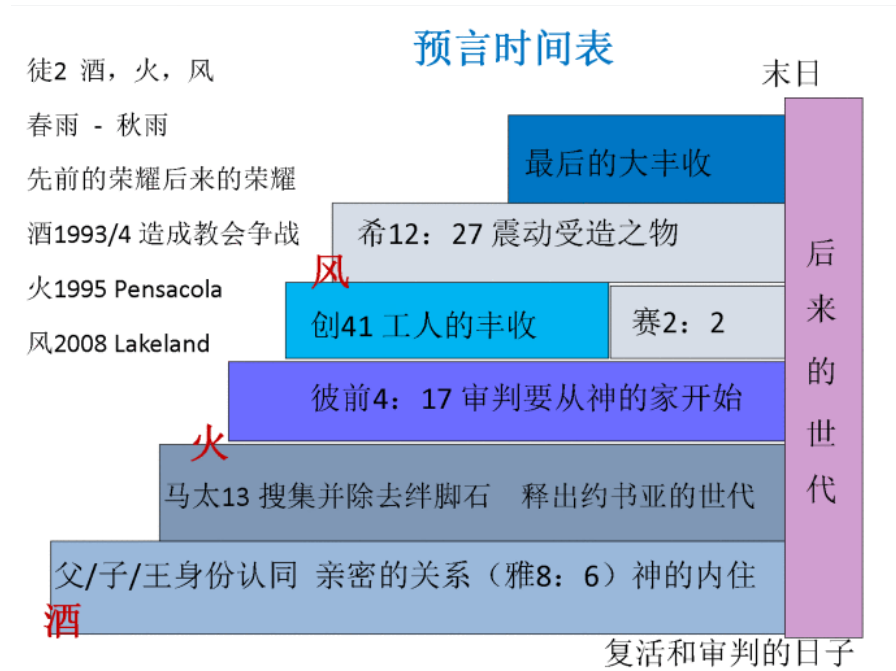 预言时间表
徒2 酒，火，风
春雨 - 秋雨
先前的荣耀后来的荣耀
酒1993/4 造成教会争战
火1995 Pensacola
风2008 Lakeland
末日
最后的大丰收
希12：27 震动受造之物
风
创41 工人的丰收
赛2：2
彼前4：17 审判要从神的家开始
火
马太13 搜集并除去绊脚石 释出约书亚的世代
父/子/王身份认同 亲密的关系（雅8：6）神的内住
酒
后来的世代
复活和审判的日子